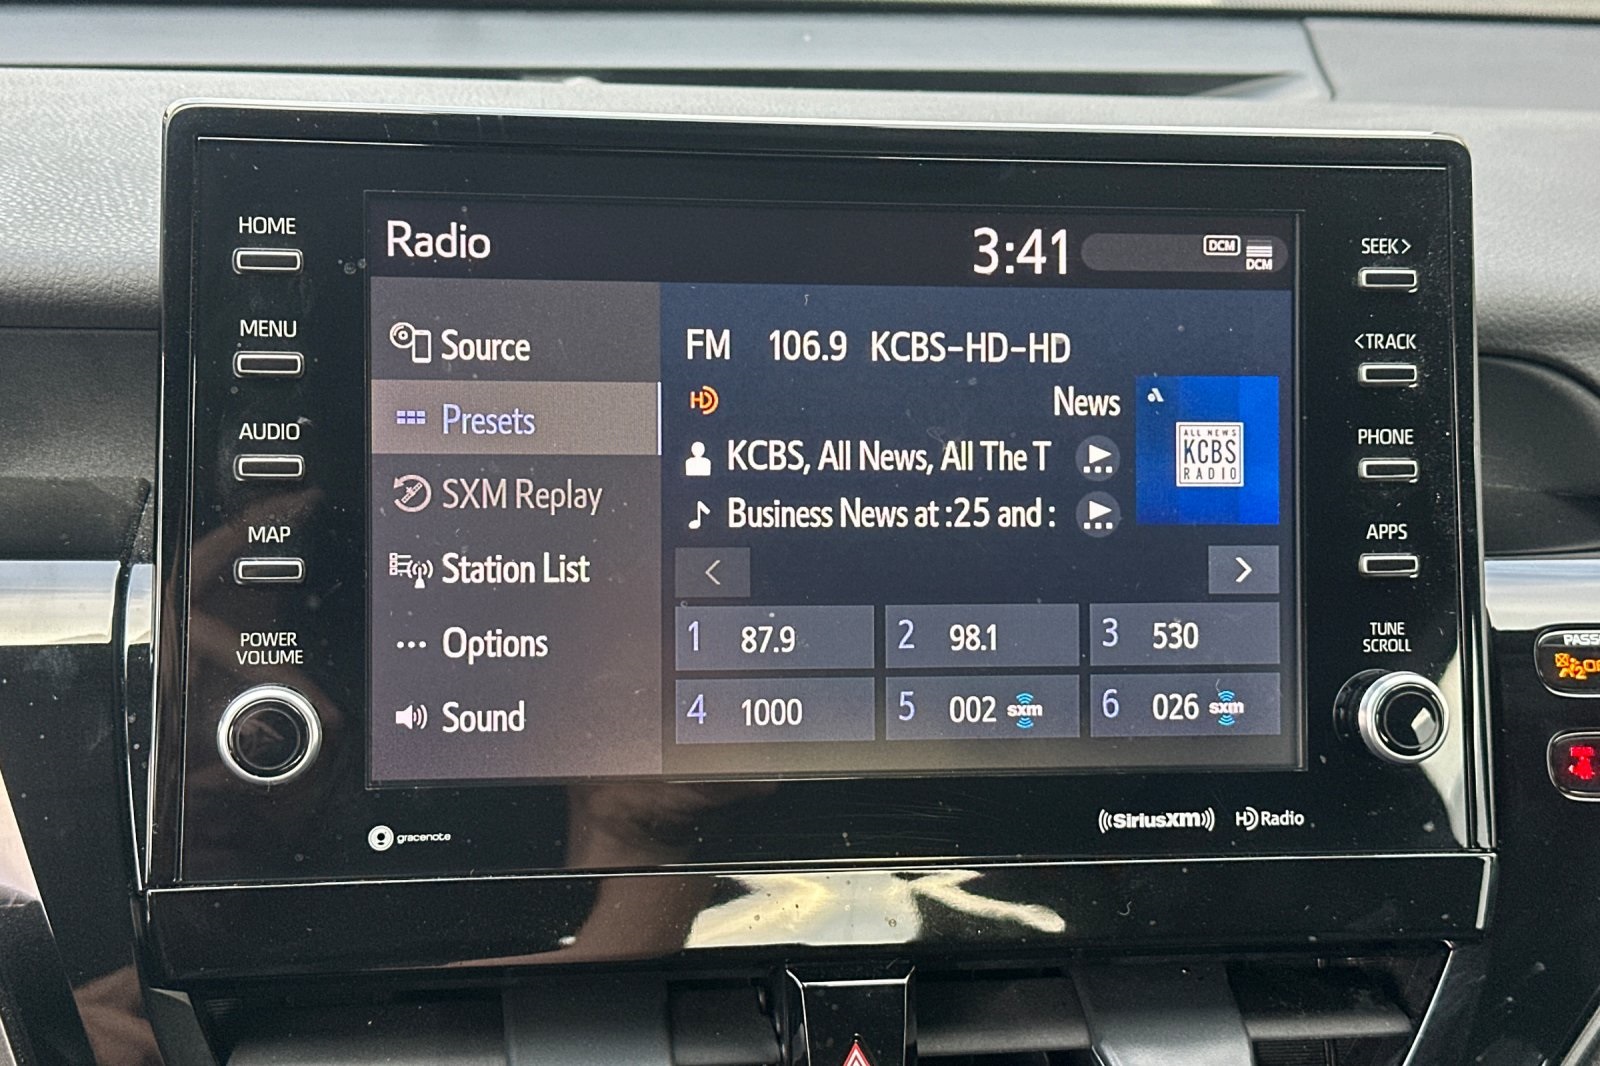 HOME
MENU
AUDIO
MAP
POWER
VOLUME
Radio
3:41
DCM
DCM
Source
Presets
SXM Replay
Station List
Options
Sound
FM 106.9 KCBS-HD-HD
HD
News
KCBS, All News, All The T
Business News at :25 and :
ALL NEWS
KCBS
RADIO
1 87.9
2 98.1
3 530
4 1000
5 002 sxm
6 026 sxm
SEEK>
<TRACK
PHONE
APPS
TUNE
SCROLL
gracenote
((SiriusXM))
HD Radio
PASS